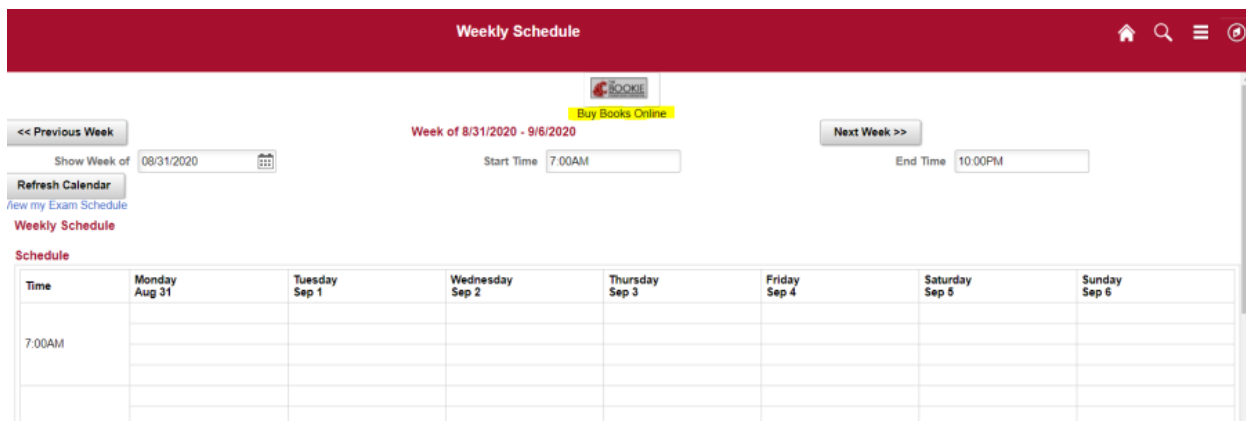 Weekly Schedule
THE
BOOKIE
Buy Books Online
<< Previous Week
Week of 8/31/2020 - 9/6/2020
Next Week >>
Show Week of 08/31/2020
Start Time 7:00AM
End Time 10:00PM
Refresh Calendar
View my Exam Schedule
Weekly Schedule
Schedule
Time Monday Tuesday Wednesday Thursday Friday Saturday Sunday
Aug 31 Sep 1 Sep 2 Sep 3 Sep 4 Sep 5 Sep 6
7:00AM